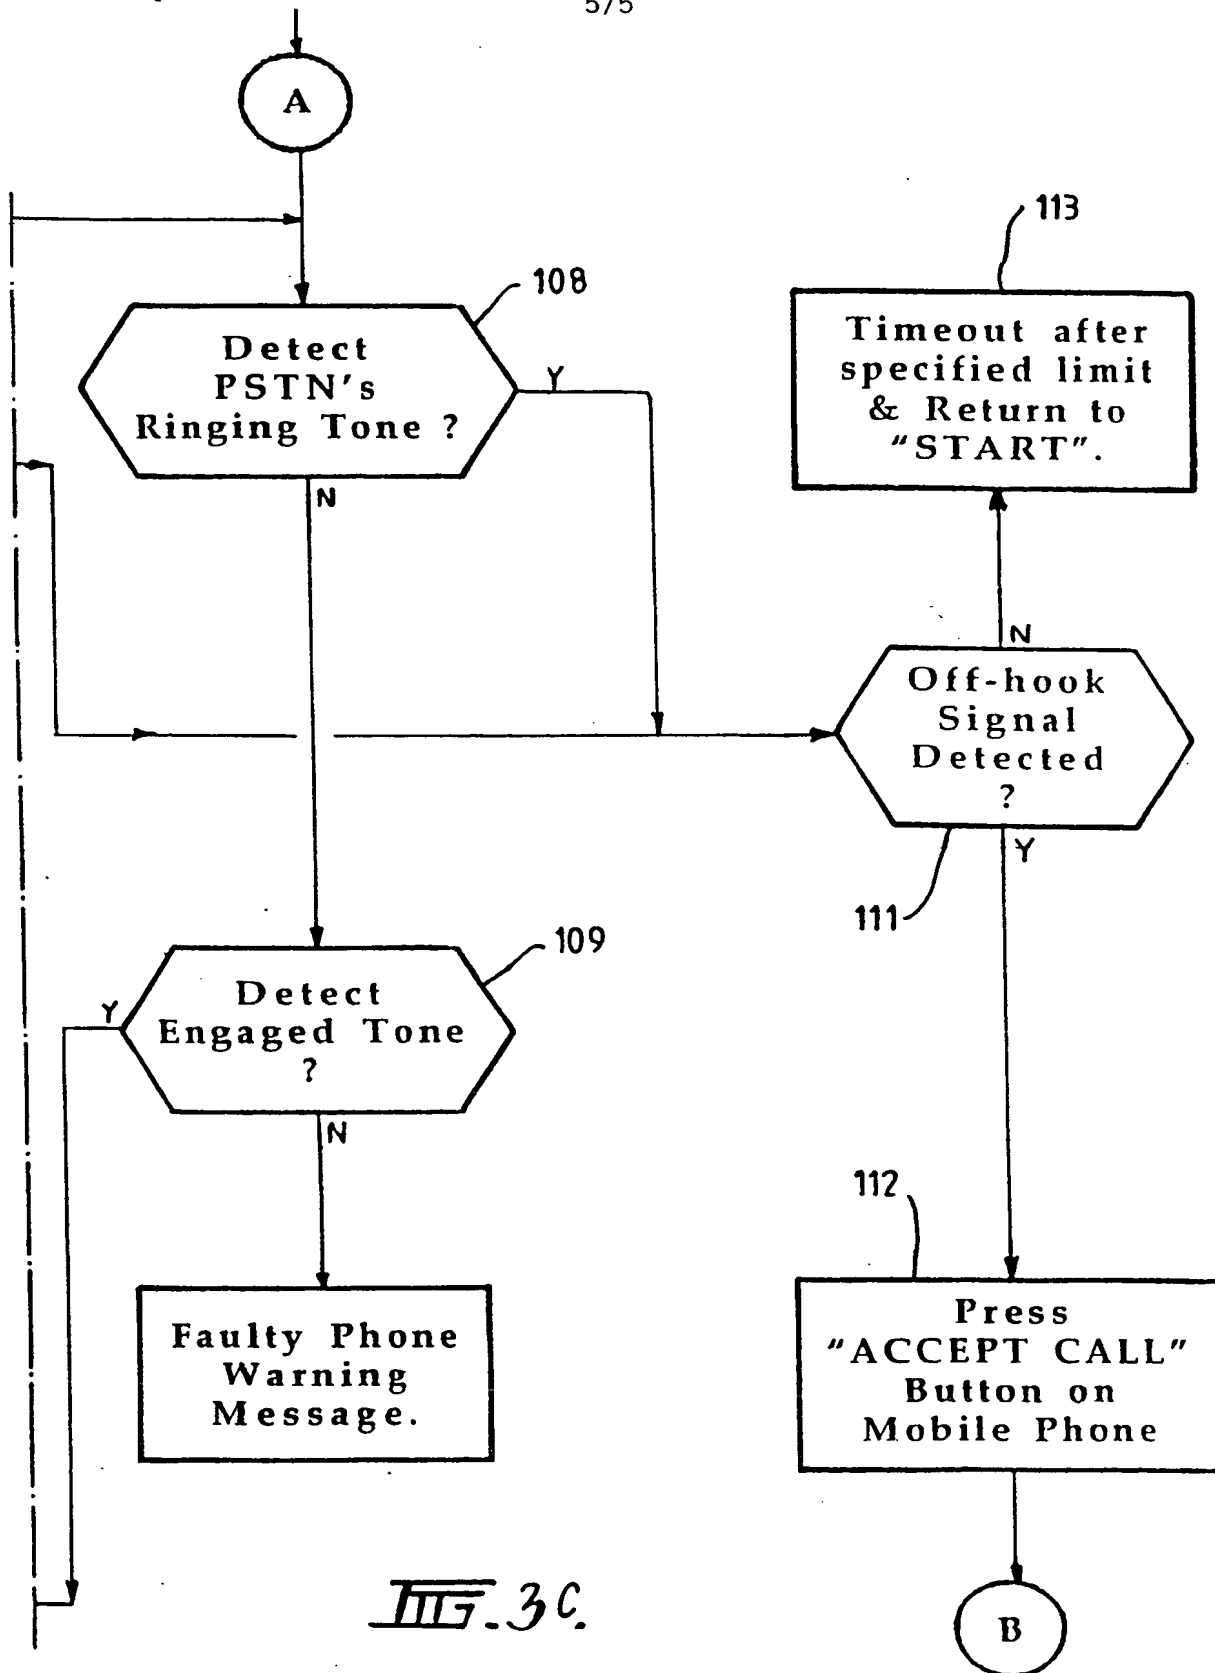 5/5
A
108
Detect
PSTN's
Ringing Tone ?
Y
N
113
Timeout after
specified limit
& Return to
"START".
N
Off-hook
Signal
Detected
?
Y
111
109
Detect
Engaged Tone
?
Y
N
Faulty Phone
Warning
Message.
112
Press
"ACCEPT CALL"
Button on
Mobile Phone
B
FIG. 3C.